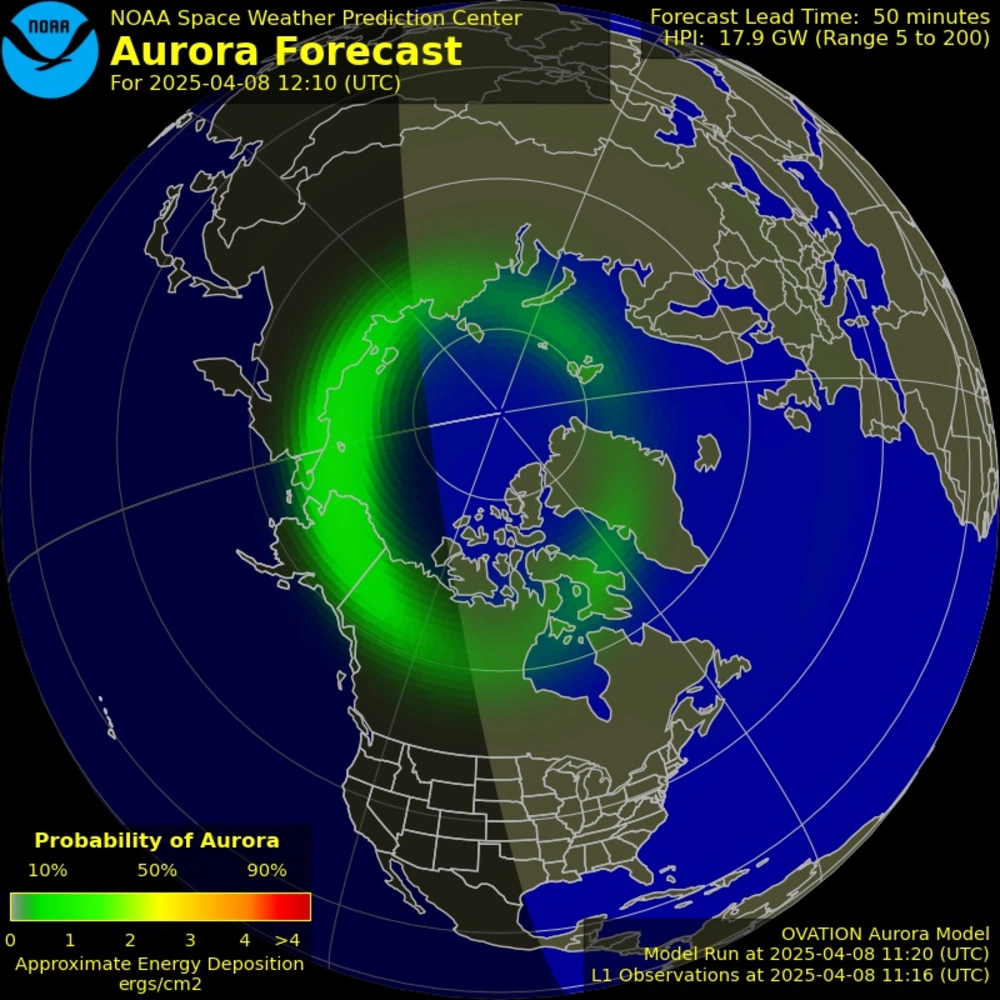 NOAA
NOAA Space Weather Prediction Center
Aurora Forecast
For 2025-04-08 12:10 (UTC)
Forecast Lead Time: 50 minutes
HPI: 17.9 GW (Range 5 to 200)
Probability of Aurora
10% 50% 90%
0 1 2 3 4 >4
Approximate Energy Deposition
ergs/cm2
OVATION Aurora Model
Model Run at 2025-04-08 11:20 (UTC)
L1 Observations at 2025-04-08 11:16 (UTC)